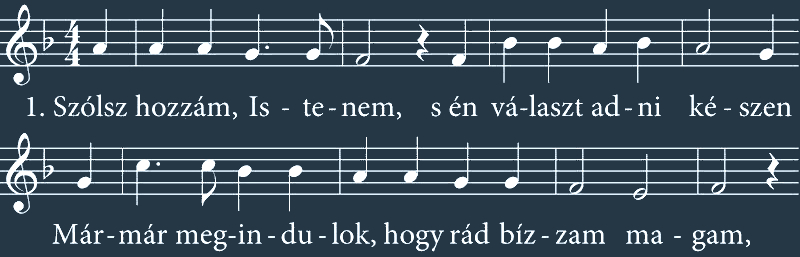 1. Szólsz hozzám, Is - te - nem, s én vá - laszt ad - ni ké - szen
Már - már meg - in - du - lok, hogy rád bíz - zam ma - gam,